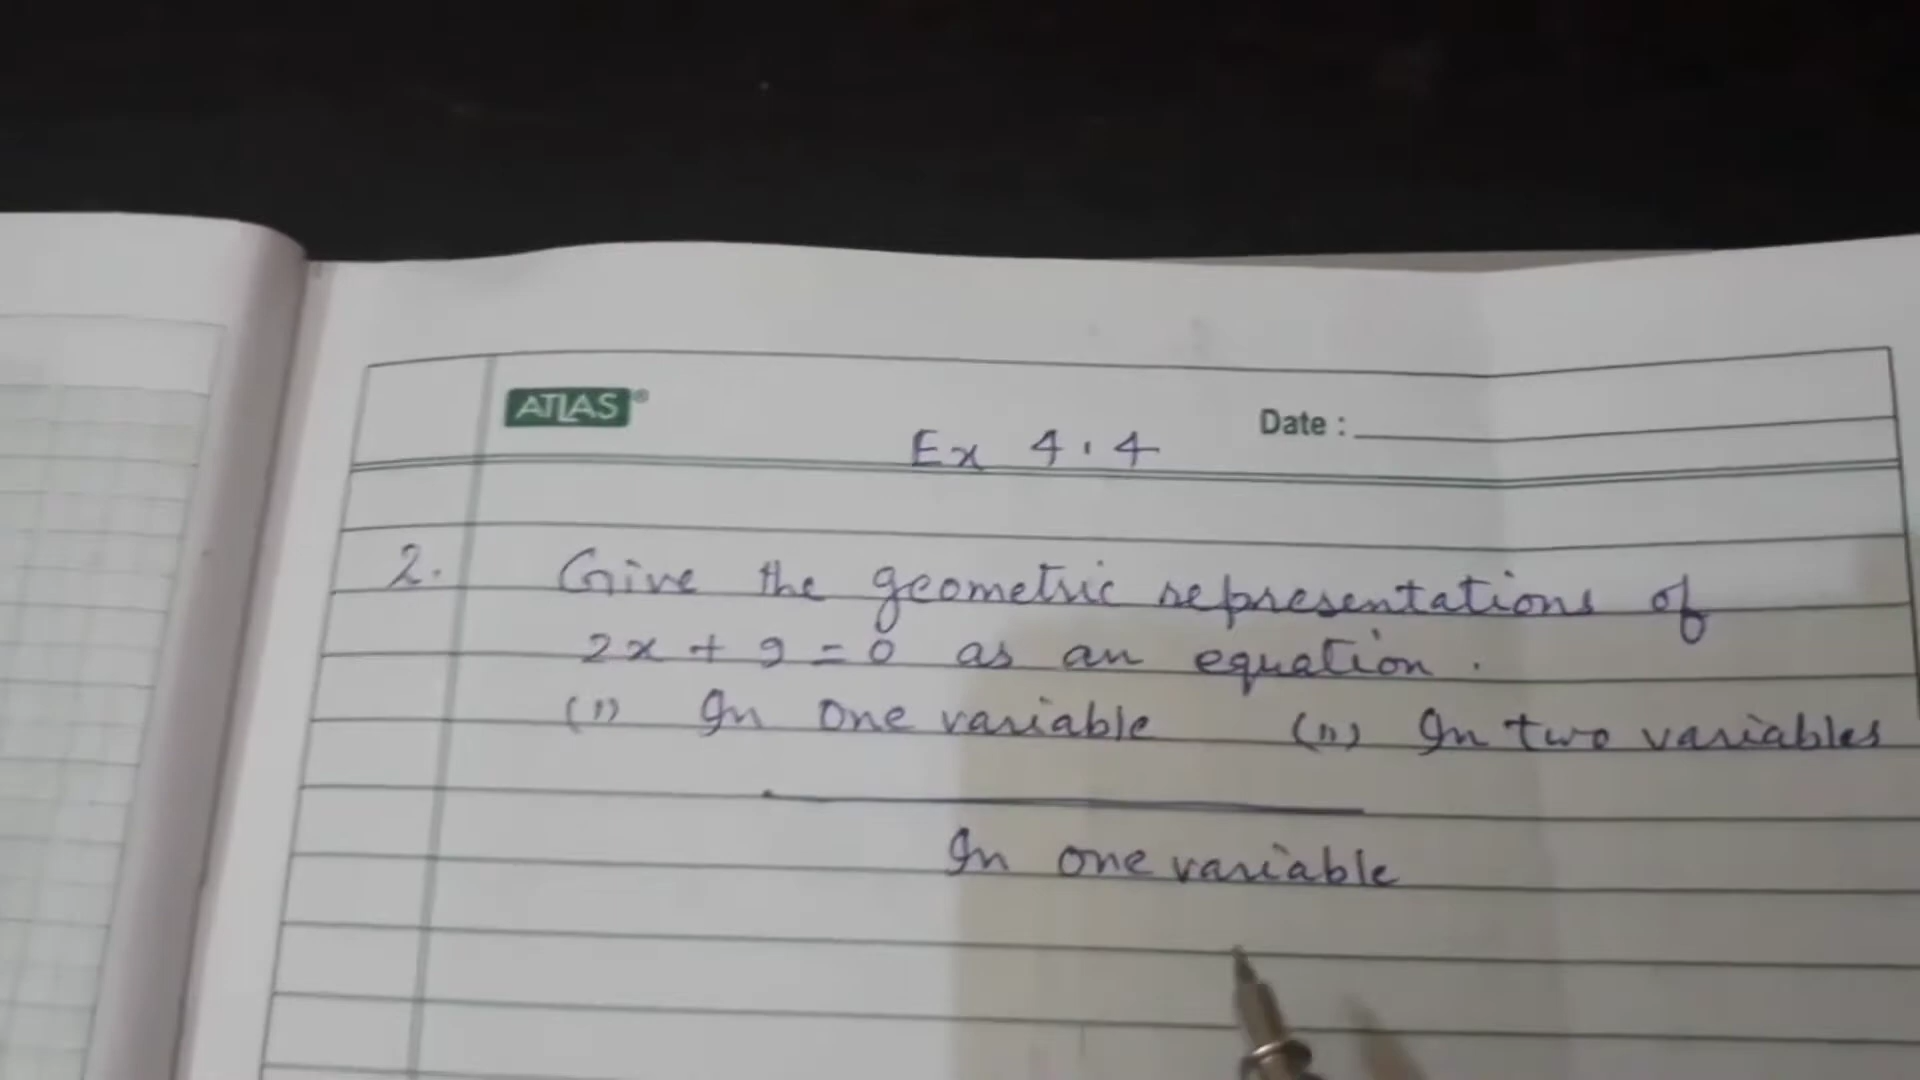 ATLAS®
Ex 4.4
Date :
2. Give the geometric representations of
2x + 9 = 0 as an equation.
(i) In one variable (ii) In two variables
In one variable